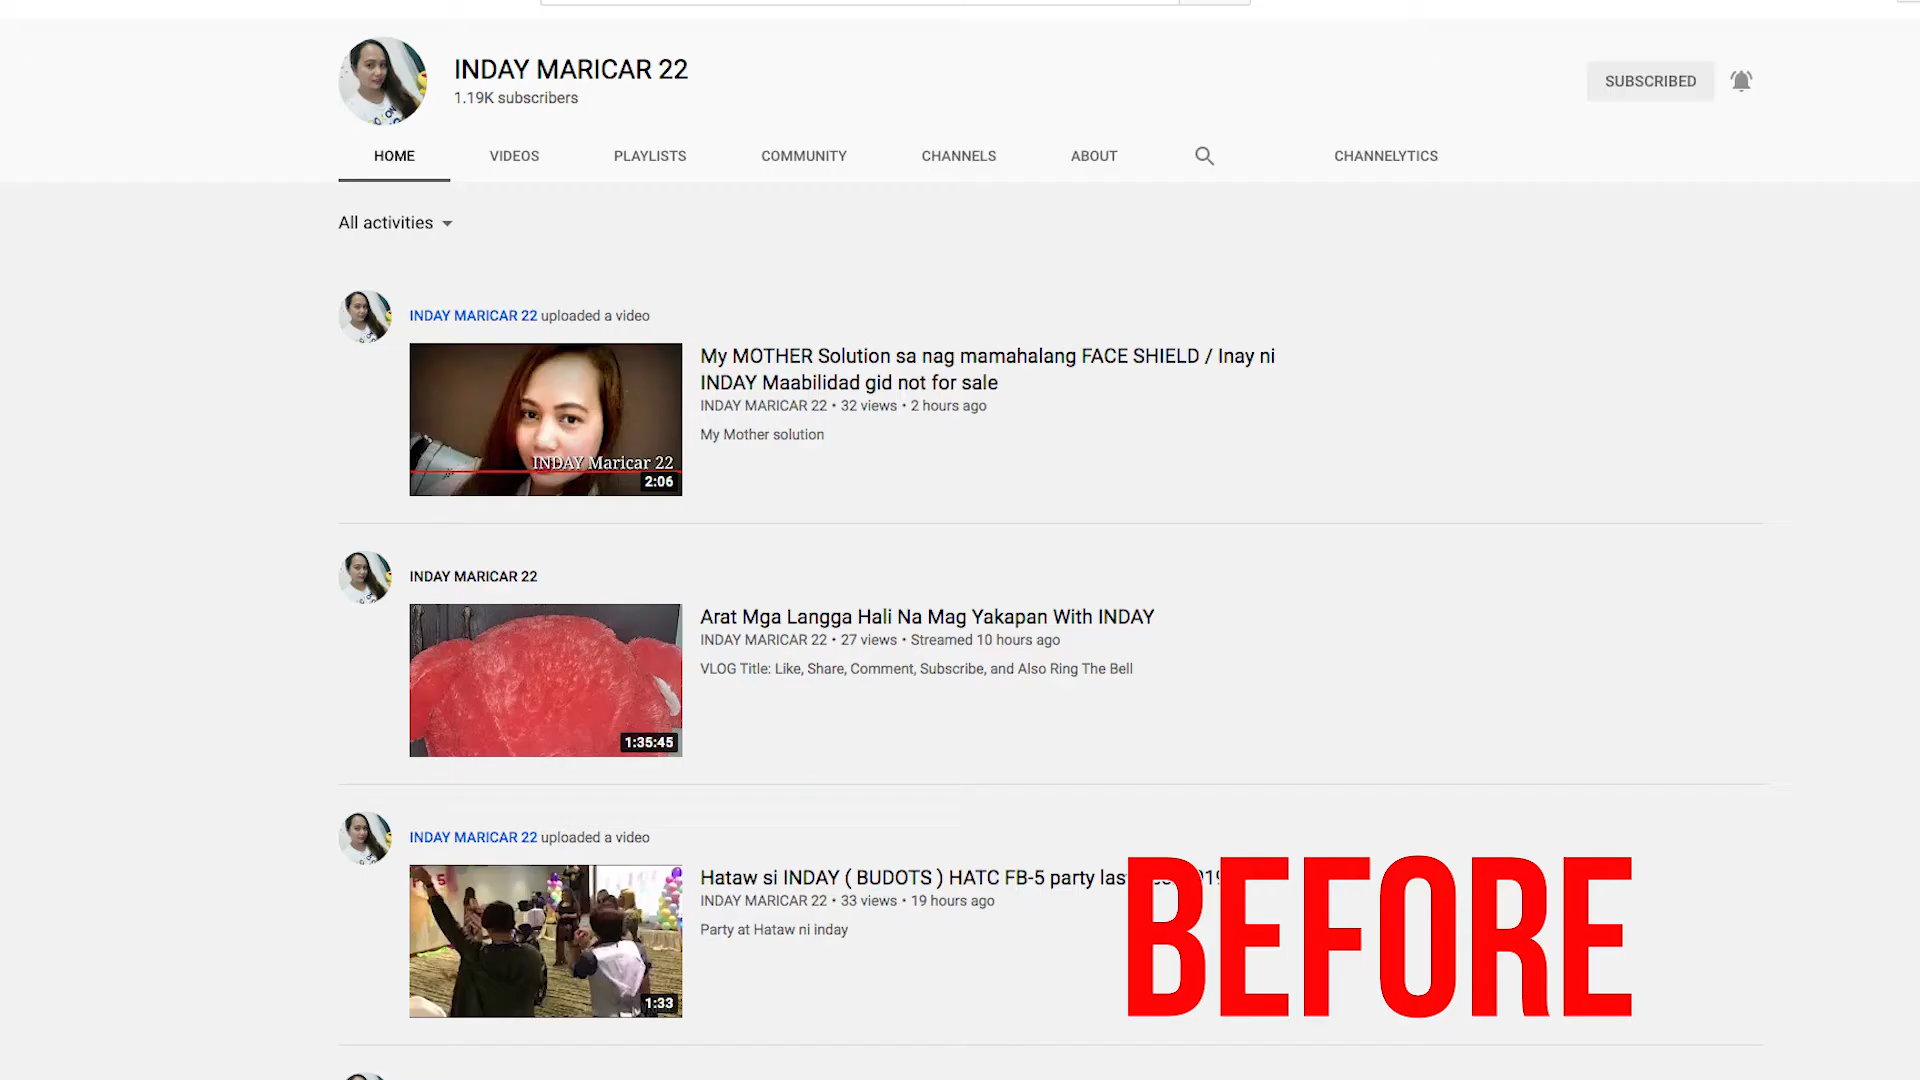 INDAY MARICAR 22
1.19K subscribers
SUBSCRIBED
HOME VIDEOS PLAYLISTS COMMUNITY CHANNELS ABOUT CHANNELYTICS
All activities
INDAY MARICAR 22 uploaded a video
INDAY Maricar 22
2:06
My MOTHER Solution sa nag mamahalang FACE SHIELD / Inay ni
INDAY Maabilidad gid not for sale
INDAY MARICAR 22 • 32 views • 2 hours ago
My Mother solution
INDAY MARICAR 22
1:35:45
Arat Mga Langga Hali Na Mag Yakapan With INDAY
INDAY MARICAR 22 • 27 views • Streamed 10 hours ago
VLOG Title: Like, Share, Comment, Subscribe, and Also Ring The Bell
INDAY MARICAR 22 uploaded a video
5
1:33
Hataw si INDAY ( BUDOTS ) HATC FB-5 party
INDAY MARICAR 22 • 33 views • 19 hours ago
Party at Hataw ni inday
BEFORE